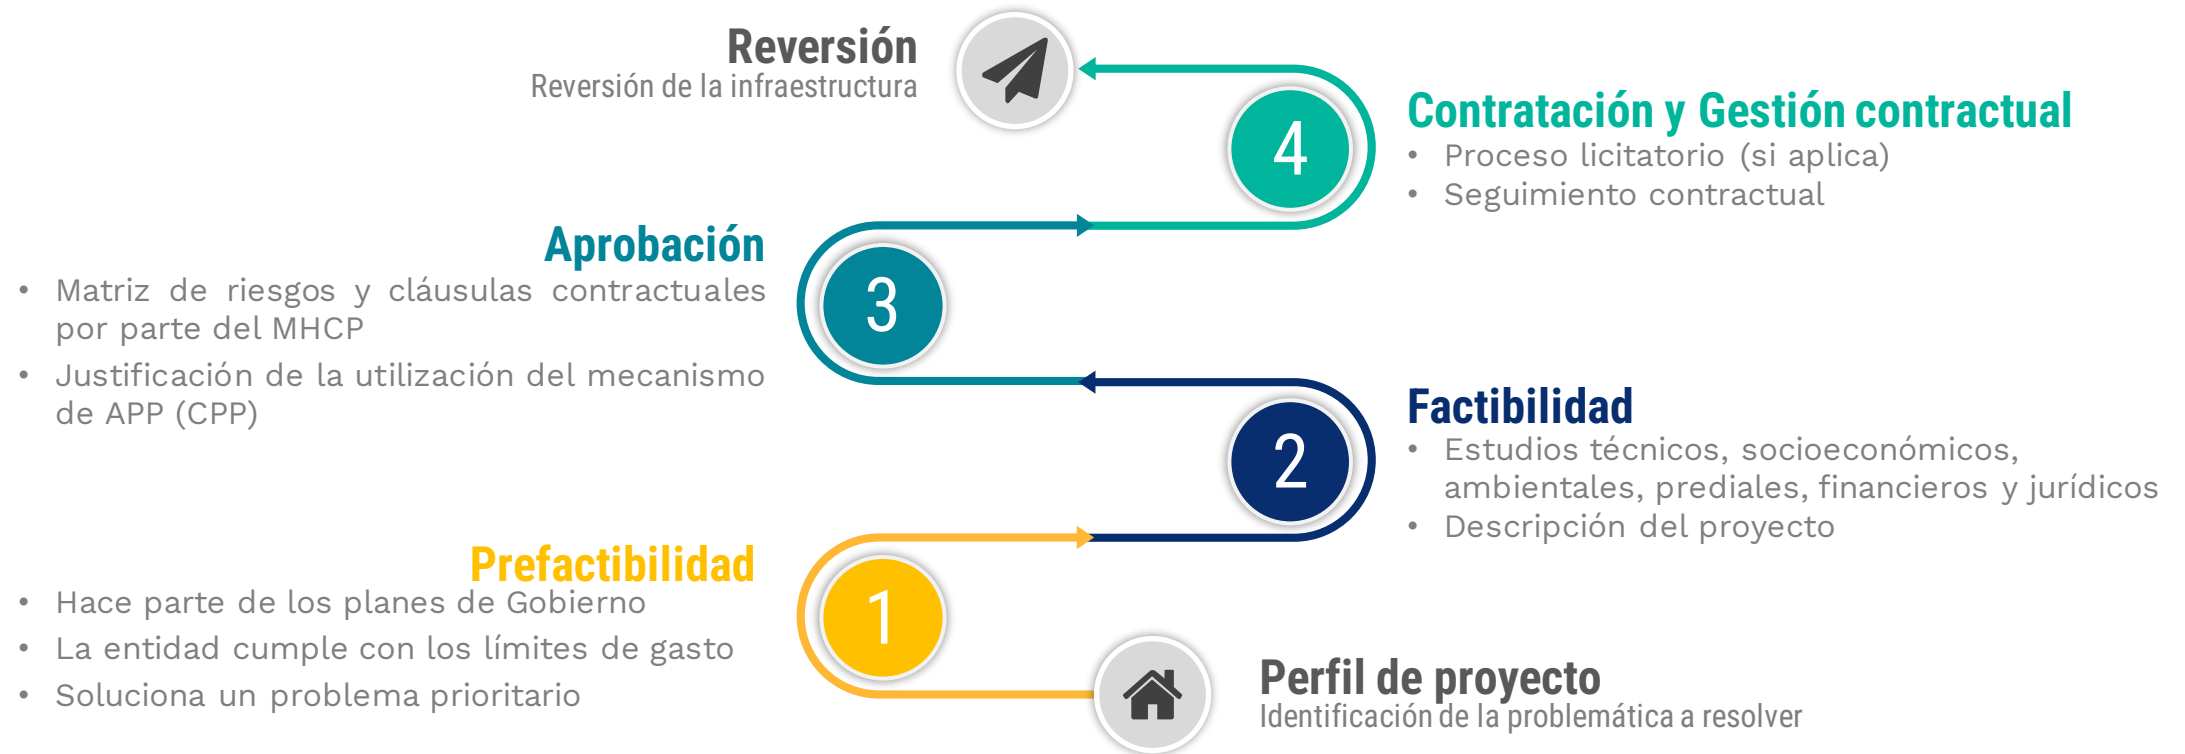 Reversión
Reversión de la infraestructura
4
Contratación y Gestión contractual
• Proceso licitatorio (si aplica)
• Seguimiento contractual
Aprobación
• Matriz de riesgos y cláusulas contractuales
por parte del MHCP
• Justificación de la utilización del mecanismo
de APP (CPP)
3
2
Factibilidad
• Estudios técnicos, socioeconómicos,
ambientales, prediales, financieros y jurídicos
• Descripción del proyecto
Prefactibilidad
• Hace parte de los planes de Gobierno
• La entidad cumple con los límites de gasto
• Soluciona un problema prioritario
1
Perfil de proyecto
Identificación de la problemática a resolver